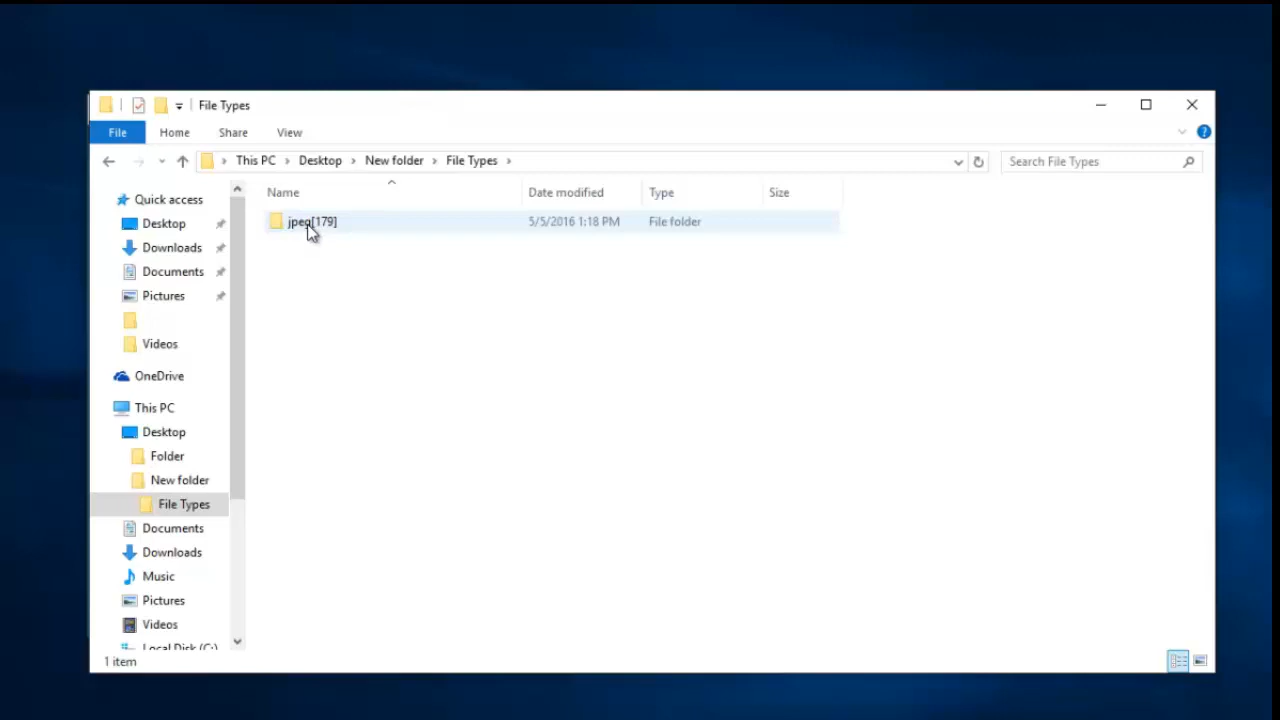 File Types
File Home Share View
This PC Desktop New folder File Types Search File Types
Name Date modified Type Size
jpeg[179] 5/5/2016 1:18 PM File folder
Quick access
Desktop
Downloads
Documents
Pictures
Videos
OneDrive
This PC
Desktop
Folder
New folder
File Types
Documents
Downloads
Music
Pictures
Videos
Local Disk (C:)
1 item